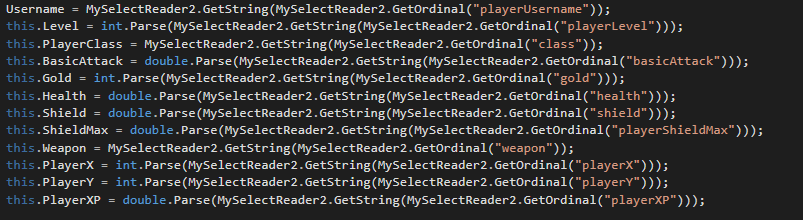 Username = MySelectReader2.GetString(MySelectReader2.GetOrdinal("playerUsername"));
this.Level = int.Parse(MySelectReader2.GetString(MySelectReader2.GetOrdinal("playerLevel")));
this.PlayerClass = MySelectReader2.GetString(MySelectReader2.GetOrdinal("class"));
this.BasicAttack = double.Parse(MySelectReader2.GetString(MySelectReader2.GetOrdinal("basicAttack")));
this.Gold = int.Parse(MySelectReader2.GetString(MySelectReader2.GetOrdinal("gold")));
this.Health = double.Parse(MySelectReader2.GetString(MySelectReader2.GetOrdinal("health")));
this.Shield = double.Parse(MySelectReader2.GetString(MySelectReader2.GetOrdinal("shield")));
this.ShieldMax = double.Parse(MySelectReader2.GetString(MySelectReader2.GetOrdinal("playerShieldMax")));
this.Weapon = MySelectReader2.GetString(MySelectReader2.GetOrdinal("weapon"));
this.PlayerX = int.Parse(MySelectReader2.GetString(MySelectReader2.GetOrdinal("playerX")));
this.PlayerY = int.Parse(MySelectReader2.GetString(MySelectReader2.GetOrdinal("playerY")));
this.PlayerXP = double.Parse(MySelectReader2.GetString(MySelectReader2.GetOrdinal("playerXP")));